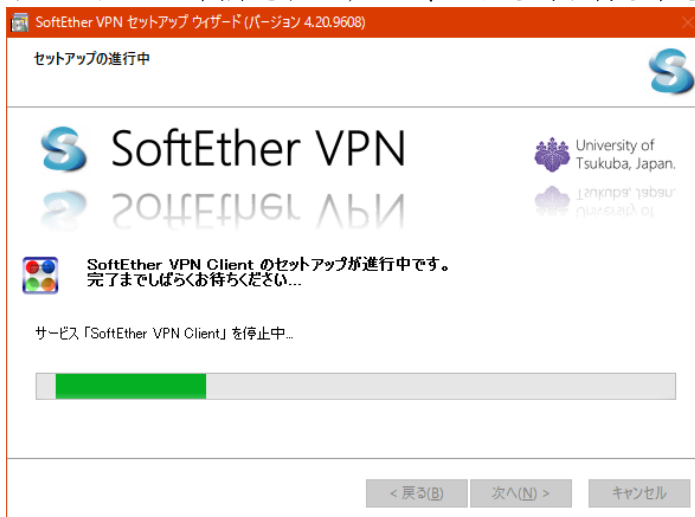 SoftEther VPN セットアップ ウィザード (バージョン 4.20.9608)
セットアップの進行中
SoftEther VPN
University of
Tsukuba, Japan.
SoftEther VPN Client のセットアップが進行中です。
完了までしばらくお待ちください...
サービス「SoftEther VPN Client」を停止中...
< 戻る(B)
次へ(N) >
キャンセル